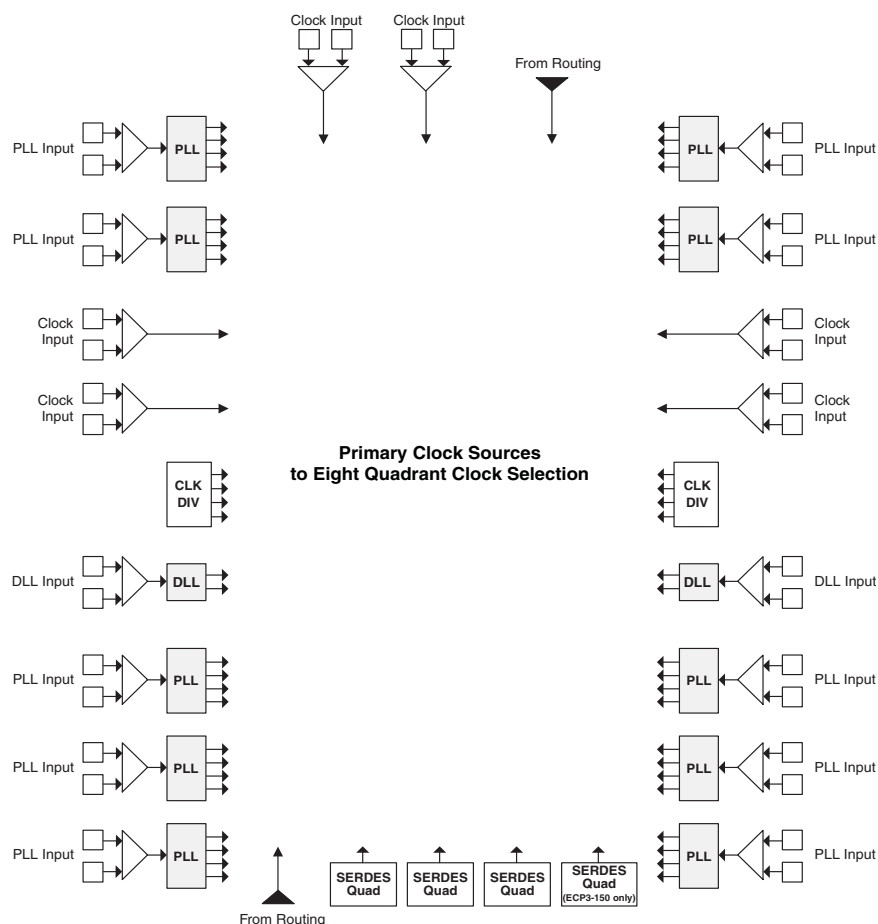 Clock Input Clock Input
From Routing
PLL Input PLL PLL PLL Input
PLL Input PLL PLL PLL Input
Clock
Input
Clock
Input
Clock
Input
Clock
Input
Primary Clock Sources
to Eight Quadrant Clock Selection
CLK
DIV
CLK
DIV
DLL Input DLL DLL DLL Input
PLL Input PLL PLL PLL Input
PLL Input PLL PLL PLL Input
PLL Input PLL PLL PLL Input
SERDES
Quad
SERDES
Quad
SERDES
Quad
SERDES
Quad
(ECP3-150 only)
From Routing